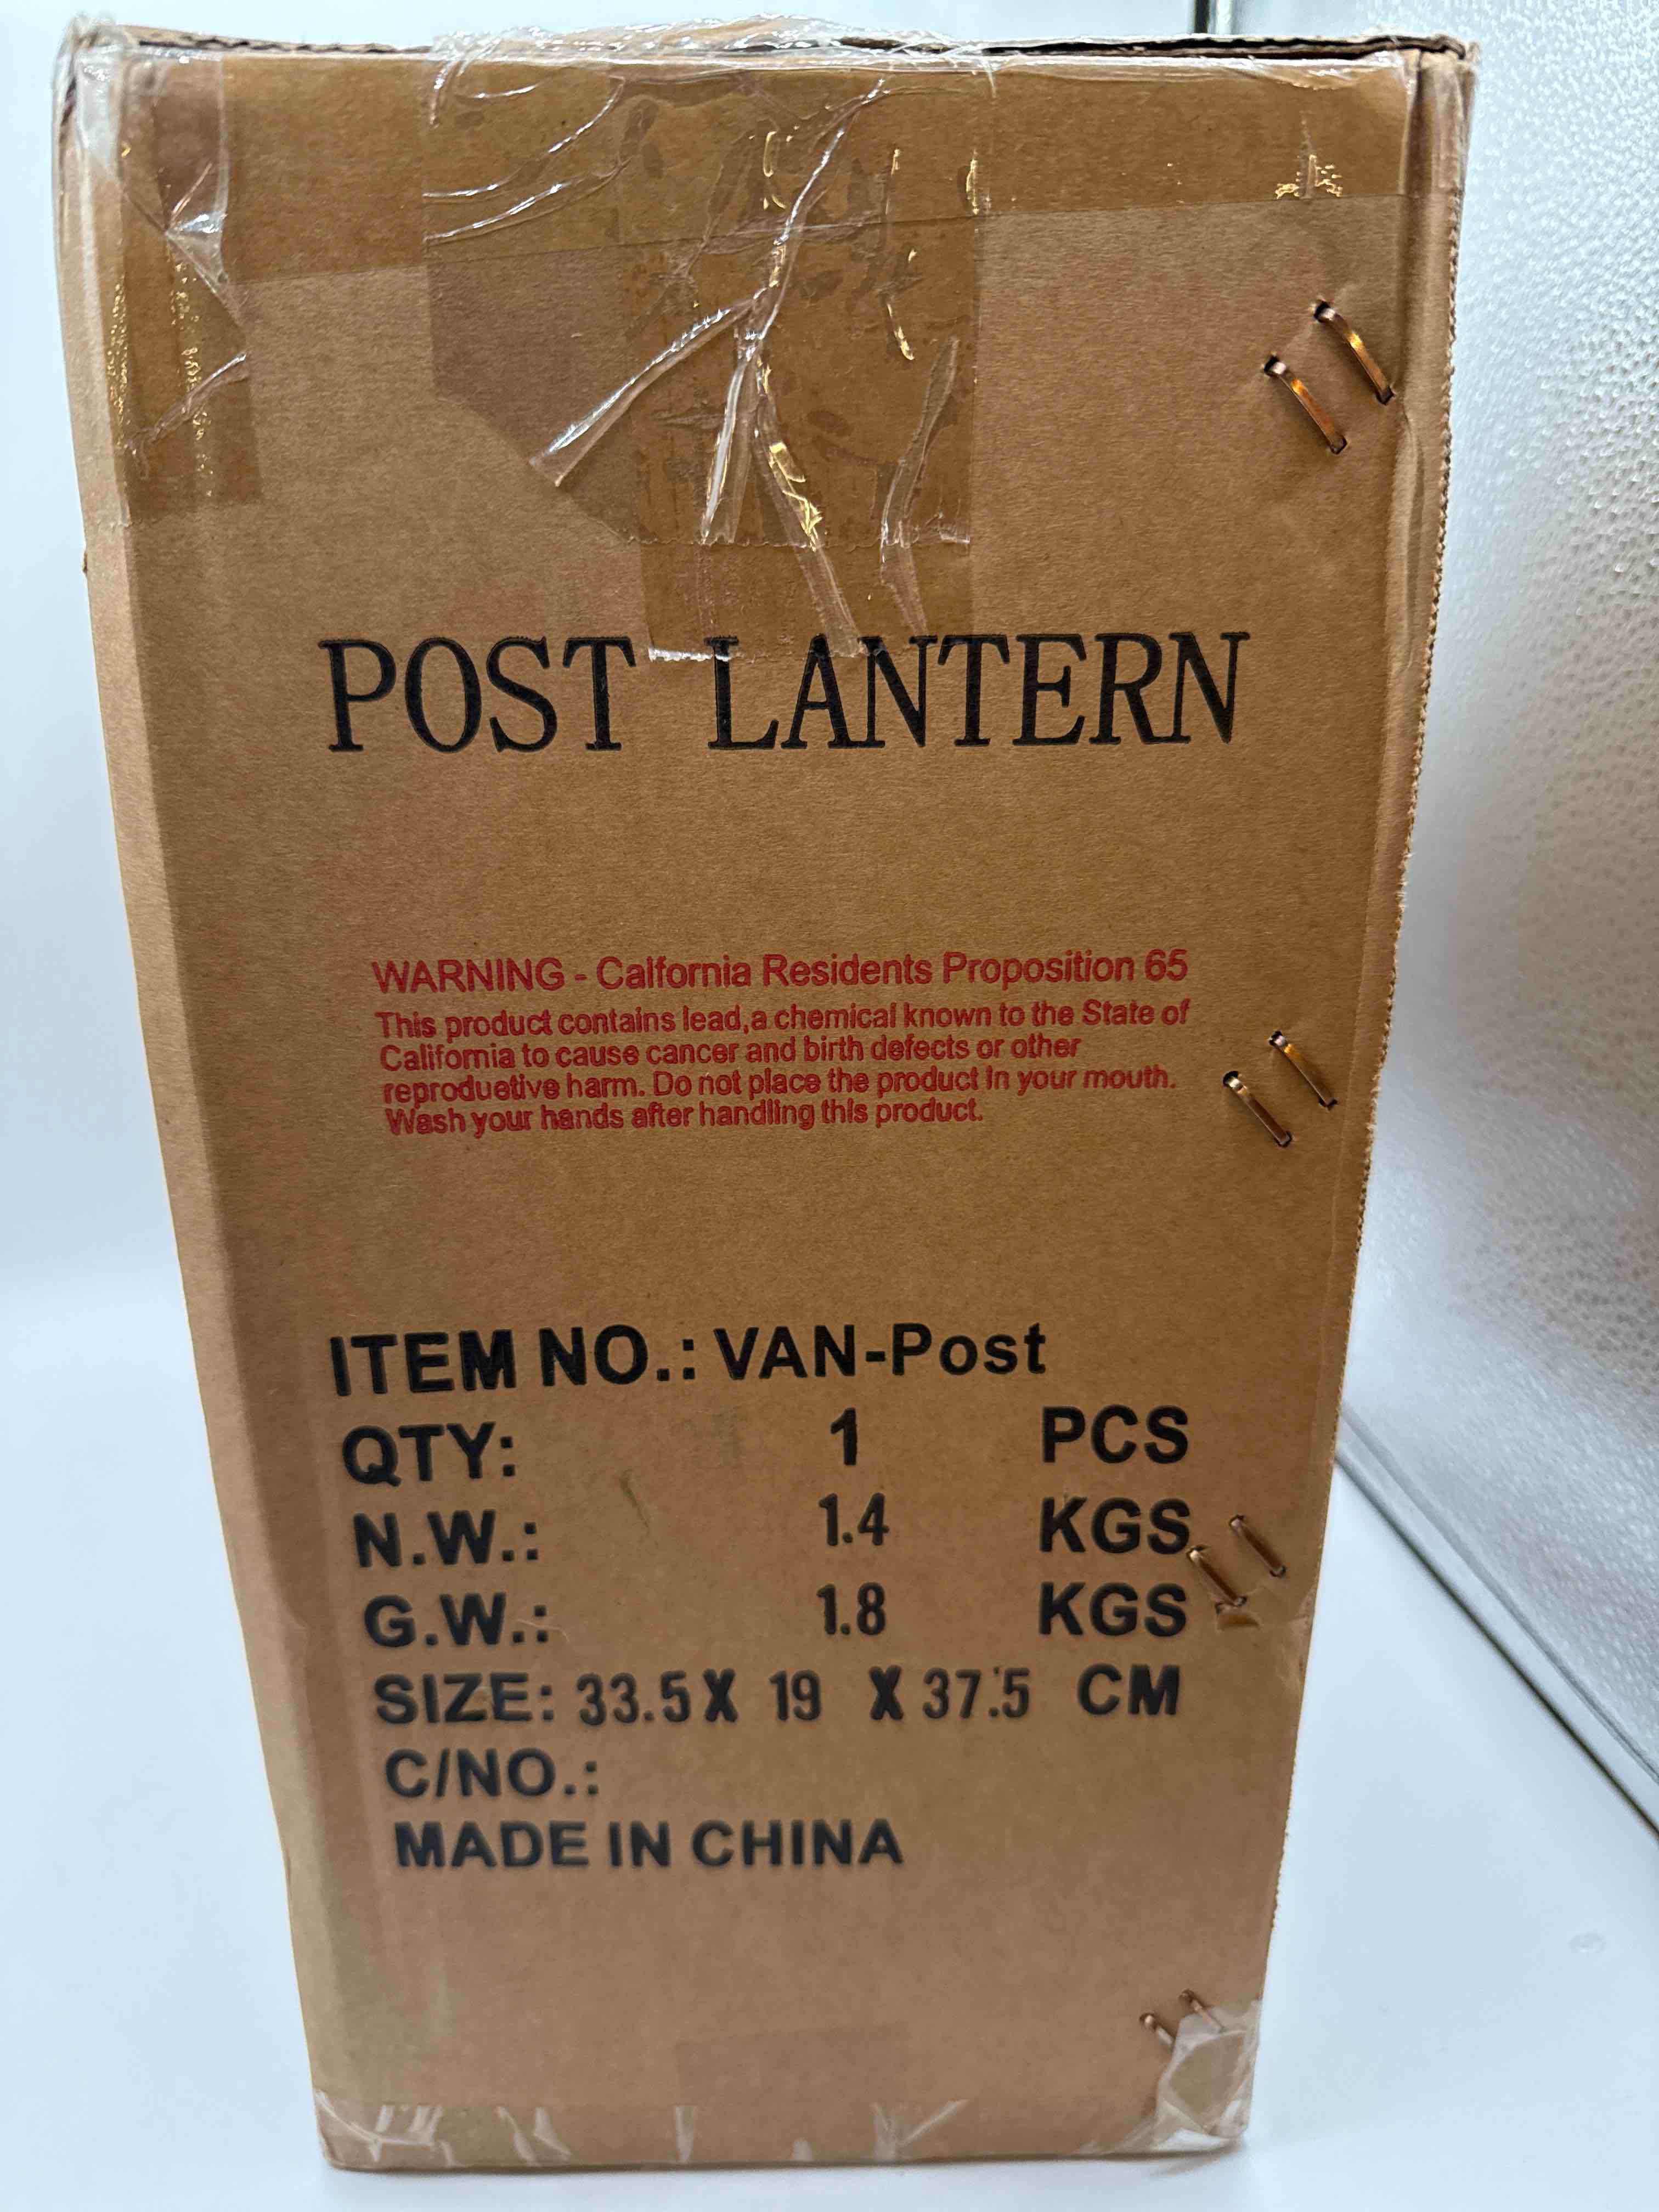 POST LANTERN
WARNING - Calfornia Residents Proposition 65
This product contains lead,a chemical known to the State of
California to cause cancer and birth defects or other
reproduetive harm. Do not place the product in your mouth.
Wash your hands after handling this product.
ITEM NO.: VAN-Post
QTY: 1 PCS
N.W.: 1.4 KGS
G.W.: 1.8 KGS
SIZE: 33.5X 19 X 37.5 CM
C/NO.:
MADE IN CHINA